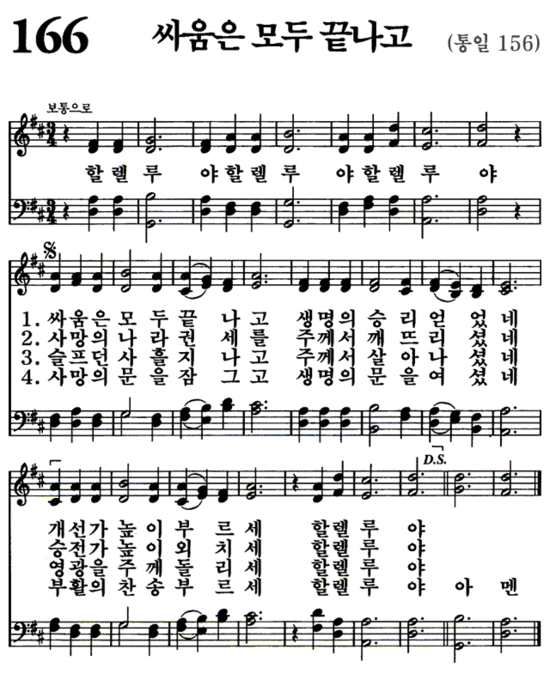 166 싸움은 모두 끝나고 (통일 156)
보통으로
할 렐 루 야 할 렐 루 야 할 렐 루 야
1. 싸움은 모 두 끝 나 고 생명의 승 리 얻 었 네
2. 사망의 나 라 권 세 를 주께서 깨 뜨 리 셨 네
3. 슬프던 사 흘 지 나 고 주께서 살 아 나 셨 네
4. 사망의 문 을 잠 그 고 생명의 문 을 여 셨 네
D.S.
개선가 높 이 부 르 세 할렐 루 야
승전가 높 이 외 치 세 할렐 루 야
영광을 주 께 돌 리 세 할렐 루 야
부활의 찬 송 부 르 세 할렐 루 야 아 멘